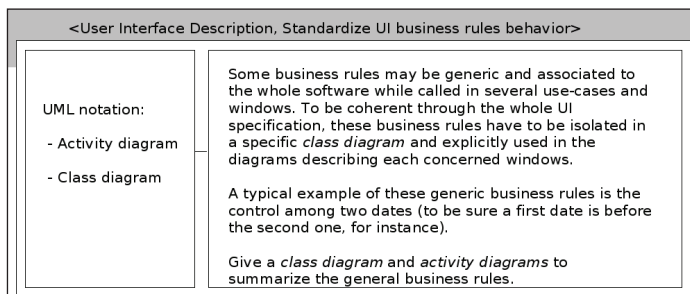 <User Interface Description, Standardize UI business rules behavior>
UML notation:
- Activity diagram
- Class diagram
Some business rules may be generic and associated to
the whole software while called in several use-cases and
windows. To be coherent through the whole UI
specification, these business rules have to be isolated in
a specific class diagram and explicitly used in the
diagrams describing each concerned windows.
A typical example of these generic business rules is the
control among two dates (to be sure a first date is before
the second one, for instance).
Give a class diagram and activity diagrams to
summarize the general business rules.